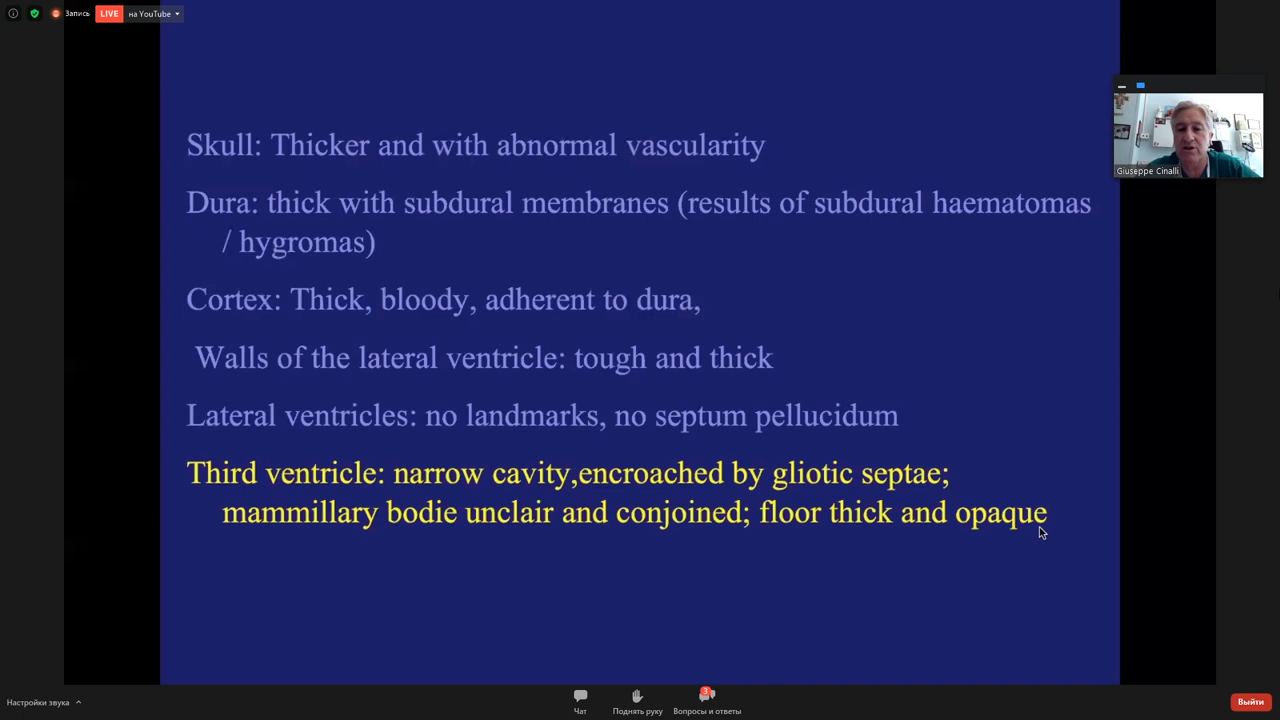 Запись
LIVE на YouTube
Skull: Thicker and with abnormal vascularity
Dura: thick with subdural membranes (results of subdural haematomas
/ hygromas)
Cortex: Thick, bloody, adherent to dura,
Walls of the lateral ventricle: tough and thick
Lateral ventricles: no landmarks, no septum pellucidum
Third ventricle: narrow cavity,encroached by gliotic septae;
mammillary bodie unclair and conjoined; floor thick and opaque
Giuseppe Cinalli
Настройки звука
Чат
Поднять руку
3
Вопросы и ответы
Выйти